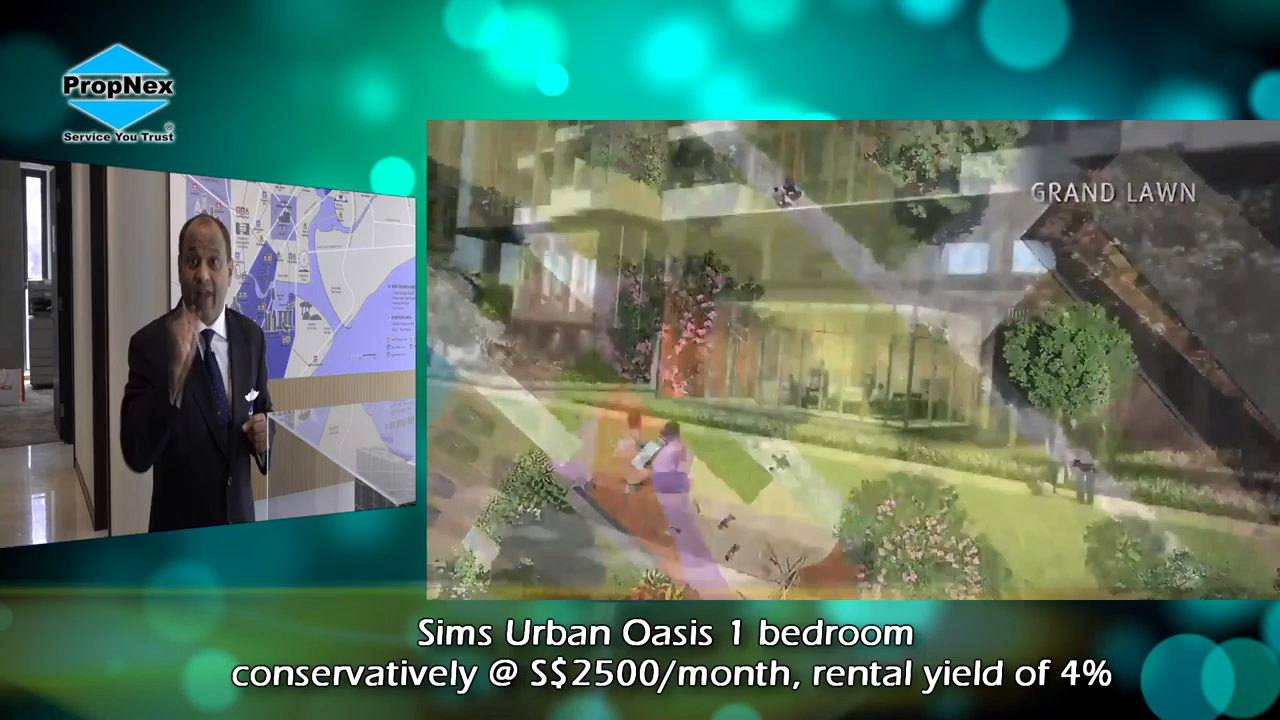 PropNex
Service You Trust®
GRAND LAWN
Sims Urban Oasis 1 bedroom
conservatively @ S$2500/month, rental yield of 4%